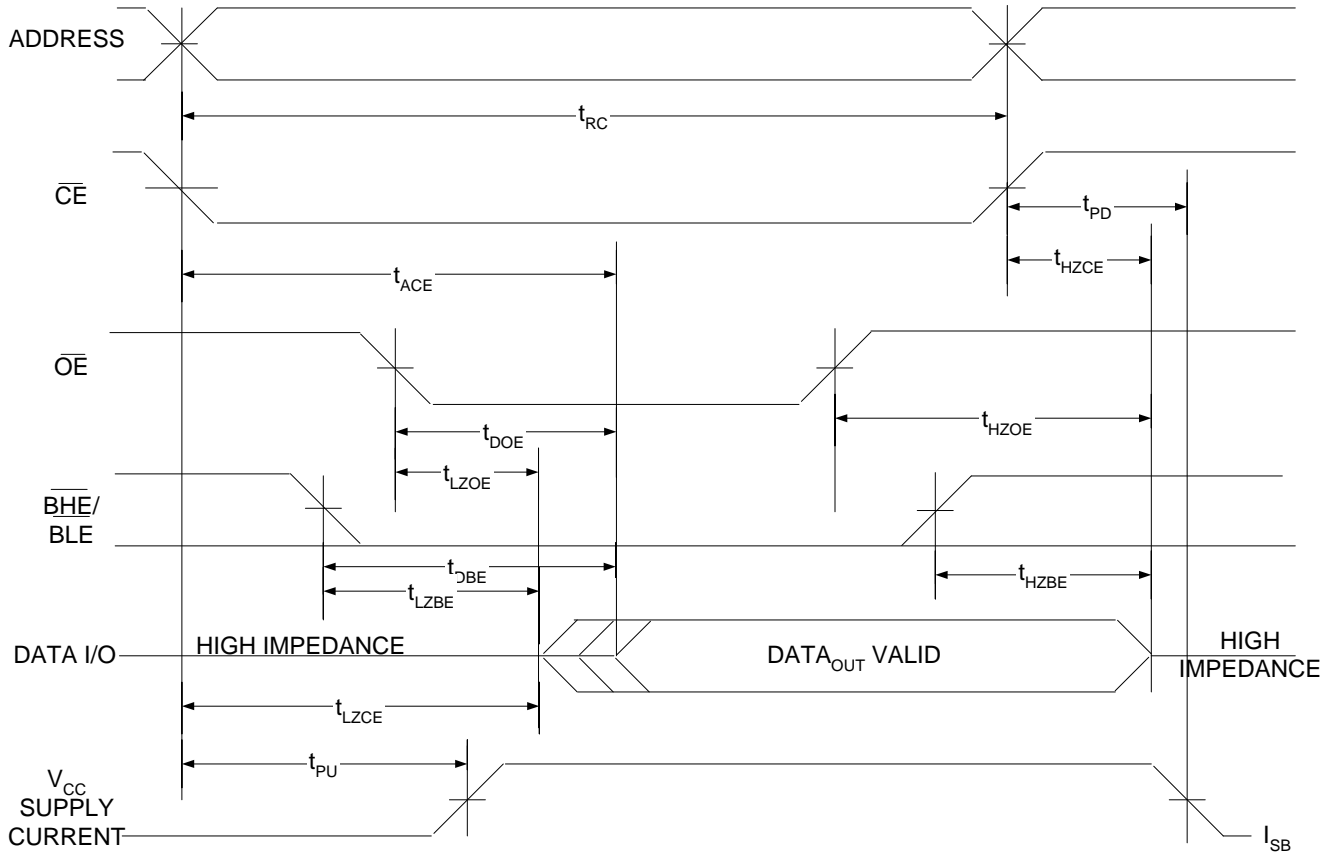 ADDRESS
tRC
CE
tPD
tHZCE
tACE
OE
tHZOE
tDOE
tLZOE
BHE/
BLE
tDBE
tHZBE
tLZBE
DATA I/O
HIGH IMPEDANCE
DATAOUT VALID
HIGH
IMPEDANCE
tLZCE
tPU
VCC
SUPPLY
CURRENT
ISB